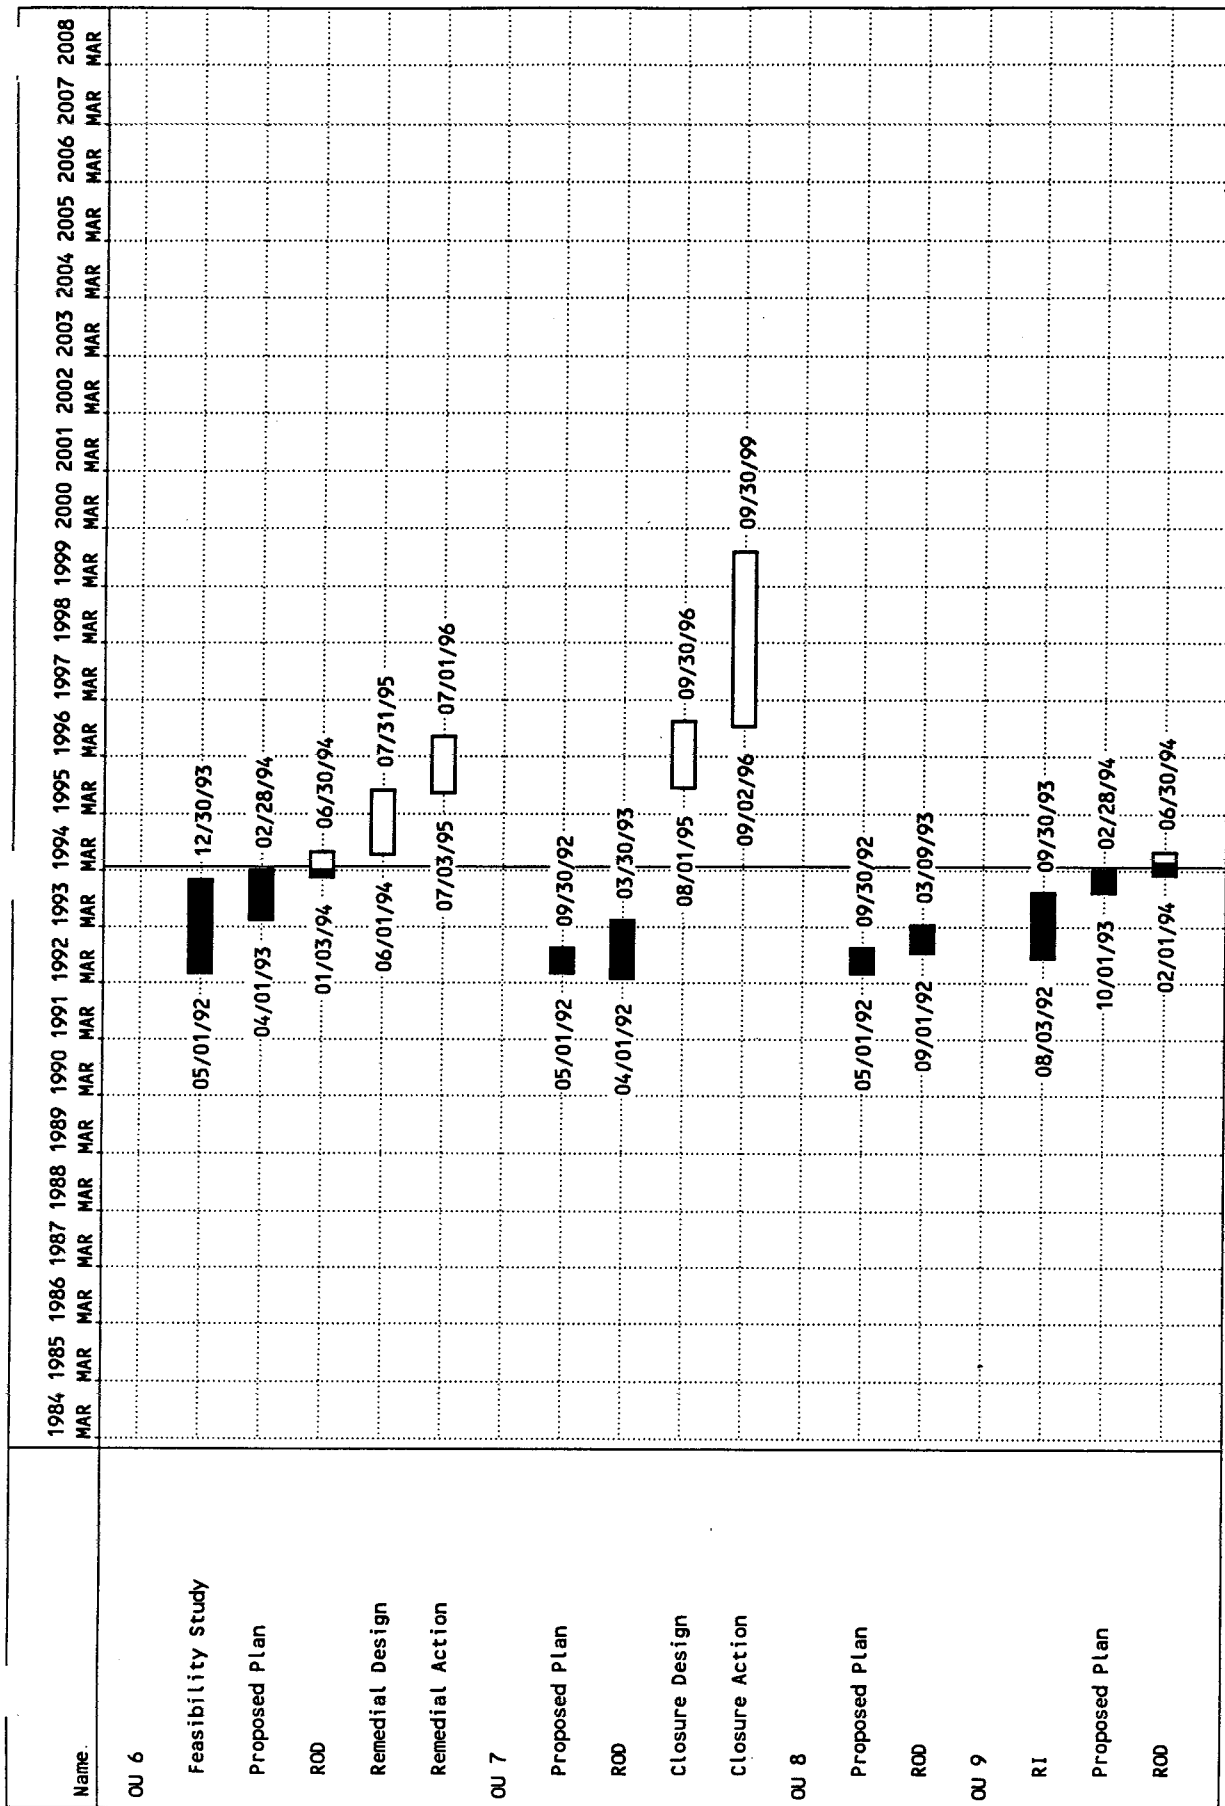 Name. 1984 1985 1986 1987 1988 1989 1990 1991 1992 1993 1994 1995 1996 1997 1998 1999 2000 2001 2002 2003 2004 2005 2006 2007 2008
MAR MAR MAR MAR MAR MAR MAR MAR MAR MAR MAR MAR MAR MAR MAR MAR MAR MAR MAR MAR MAR MAR MAR MAR MAR
OU 6
Feasibility Study 05/01/92 12/30/93
Proposed Plan 04/01/93 02/28/94
ROD 01/03/94 06/30/94
Remedial Design 06/01/94 07/31/95
Remedial Action 07/03/95 07/01/96
OU 7
Proposed Plan 05/01/92 09/30/92
ROD 04/01/92 03/30/93
Closure Design 08/01/95 09/30/96
Closure Action 09/02/96 09/30/99
OU 8
Proposed Plan 05/01/92 09/30/92
ROD 09/01/92 03/09/93
OU 9
RI 08/03/92 09/30/93
Proposed Plan 10/01/93 02/28/94
ROD 02/01/94 06/30/94